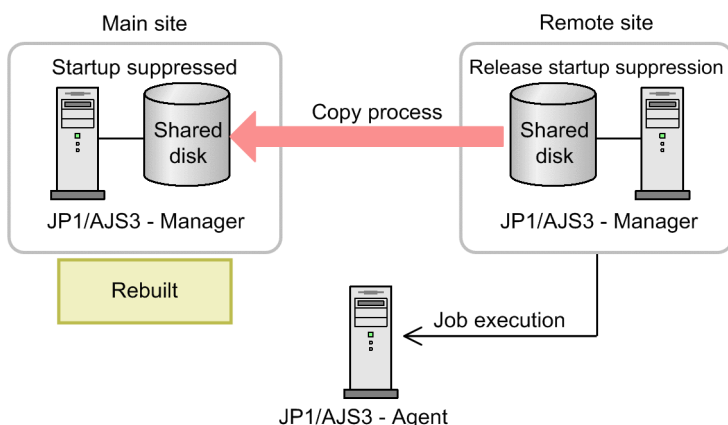 Main site
Remote site
Startup suppressed
Release startup suppression
Copy process
Shared
disk
Shared
disk
JP1/AJS3 - Manager
JP1/AJS3 - Manager
Rebuilt
Job execution
JP1/AJS3 - Agent